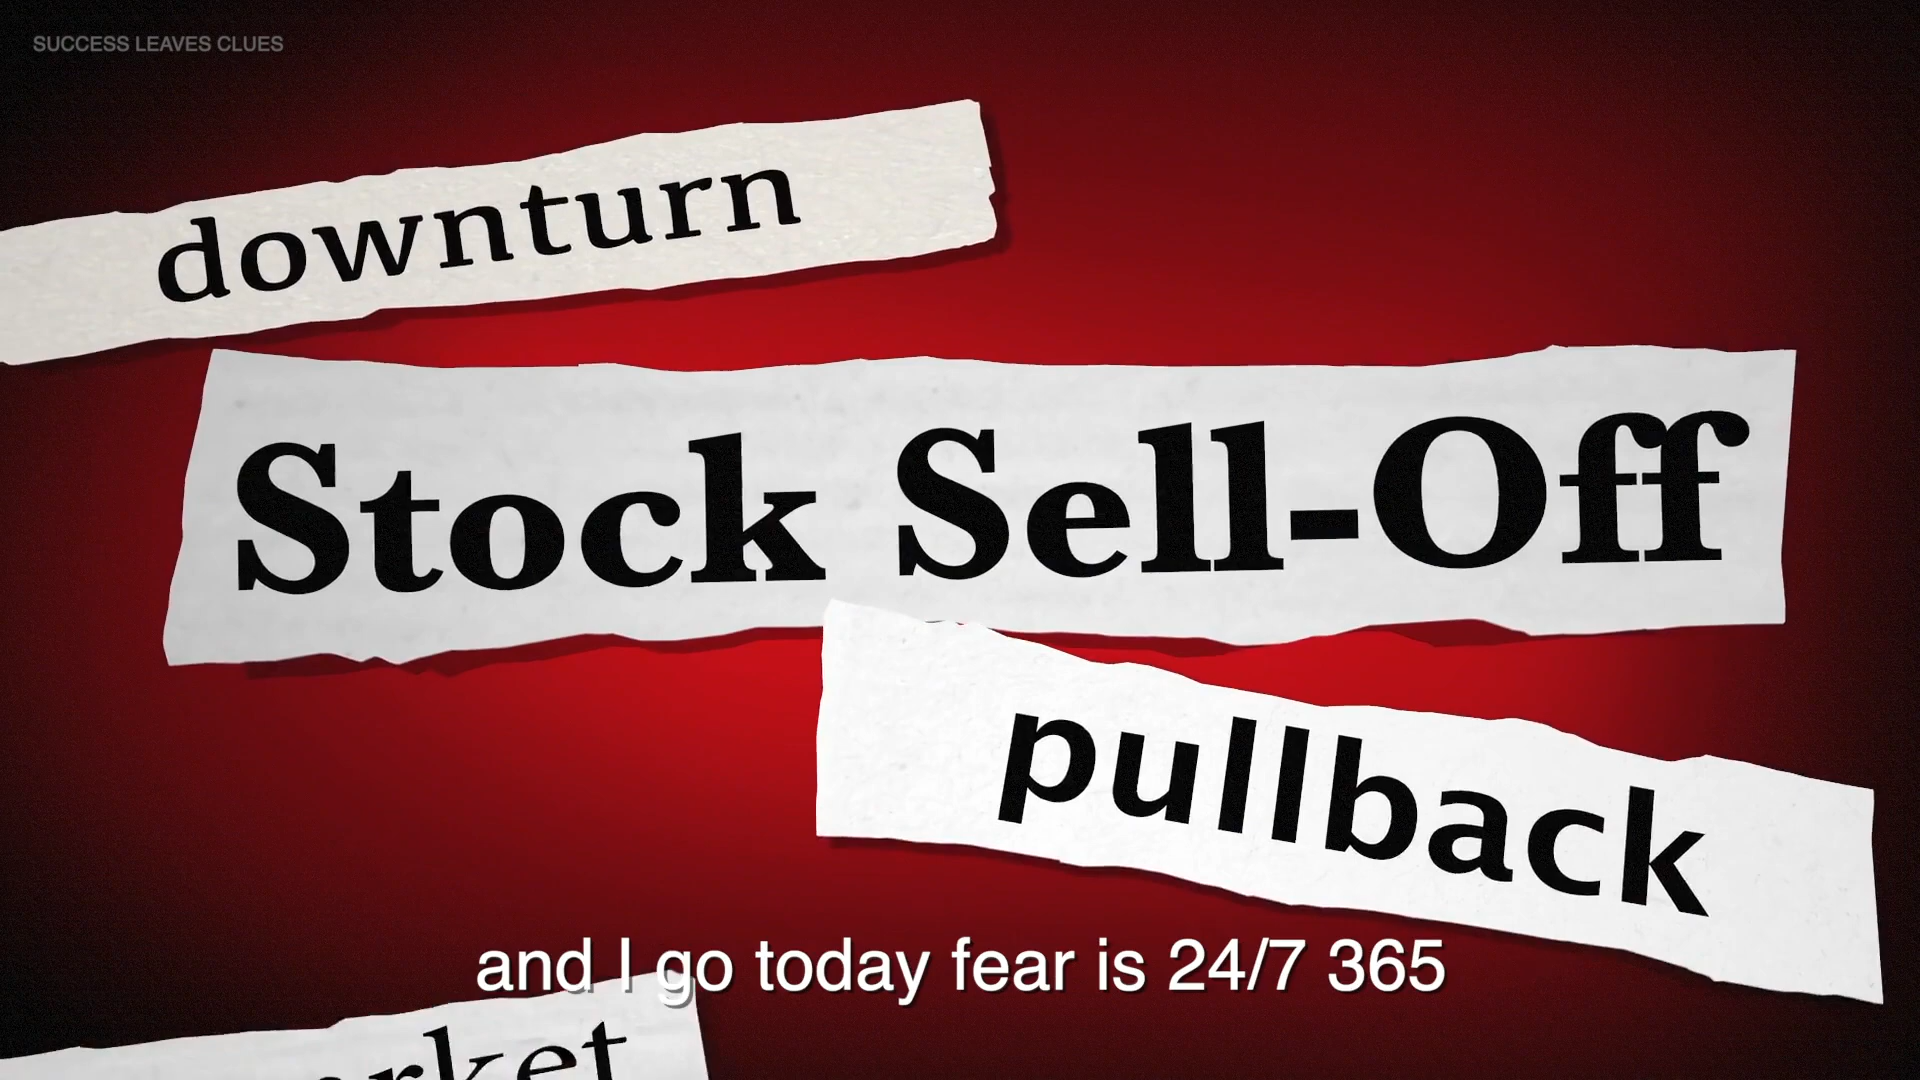 SUCCESS LEAVES CLUES
downturn
Stock Sell-Off
pullback
and I go today fear is 24/7 365